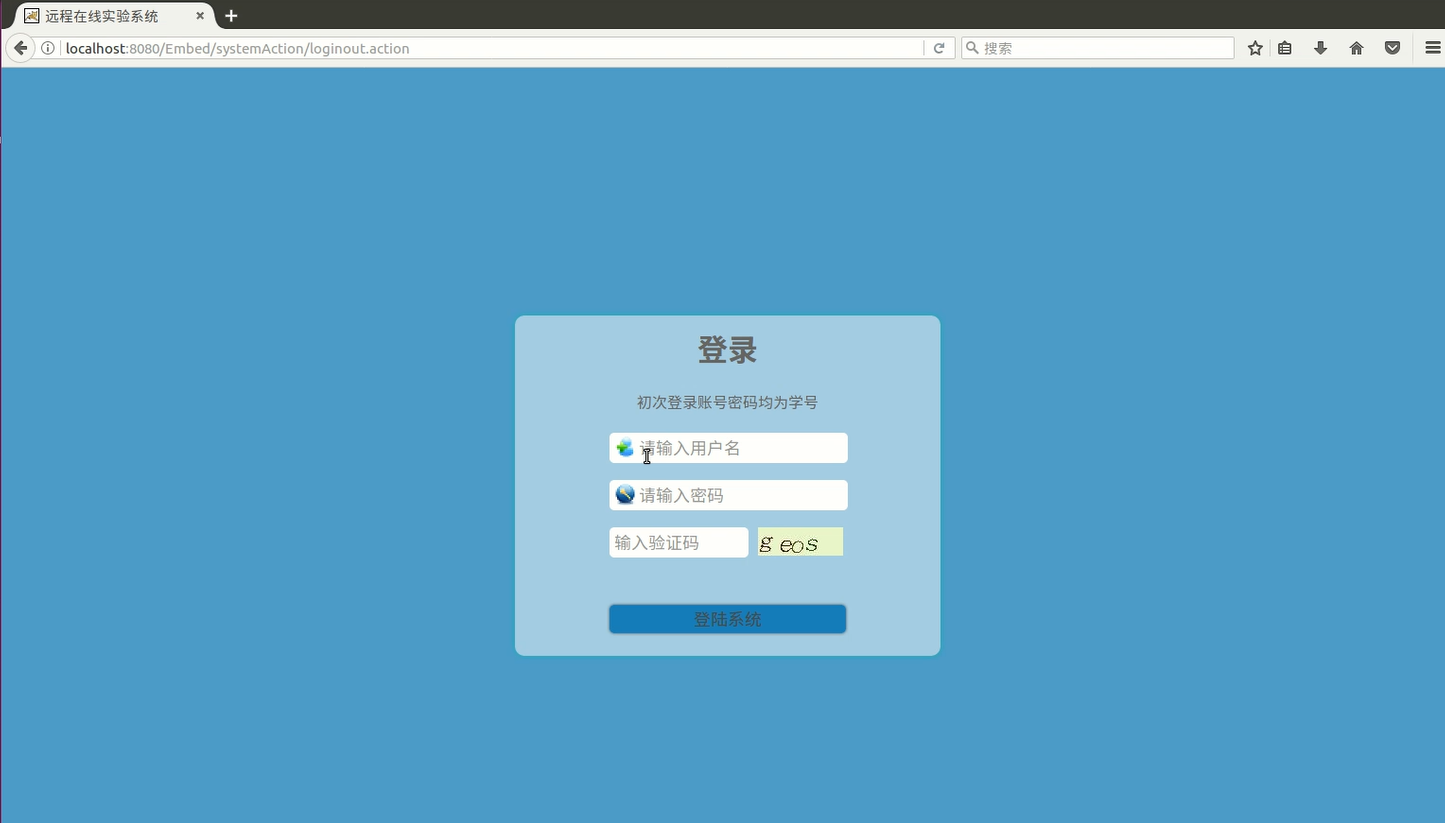 远程在线实验系统
localhost:8080/Embed/systemAction/loginout.action
搜索
登录
初次登录账号密码均为学号
请输入用户名
请输入密码
输入验证码
g eos
登陆系统